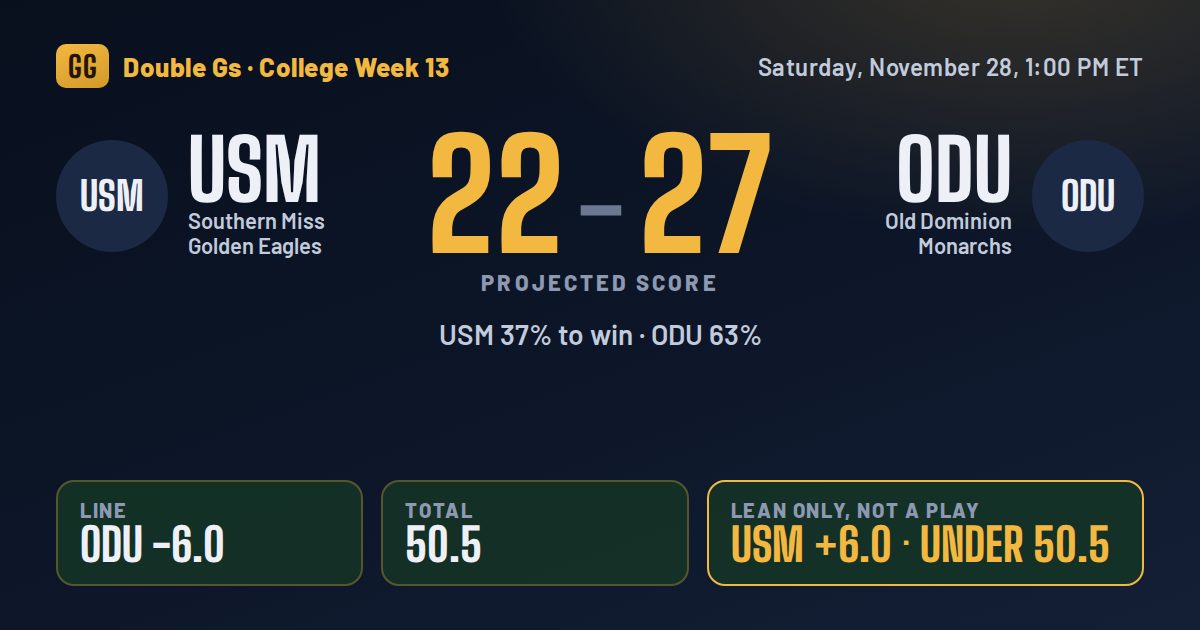 GG Double Gs · College Week 13
Saturday, November 28, 1:00 PM ET
USM
USM
Southern Miss
Golden Eagles
22 – 27
PROJECTED SCORE
USM 37% to win · ODU 63%
ODU
Old Dominion
Monarchs
ODU
LINE
ODU −6.0
TOTAL
50.5
LEAN ONLY, NOT A PLAY
USM +6.0 · UNDER 50.5